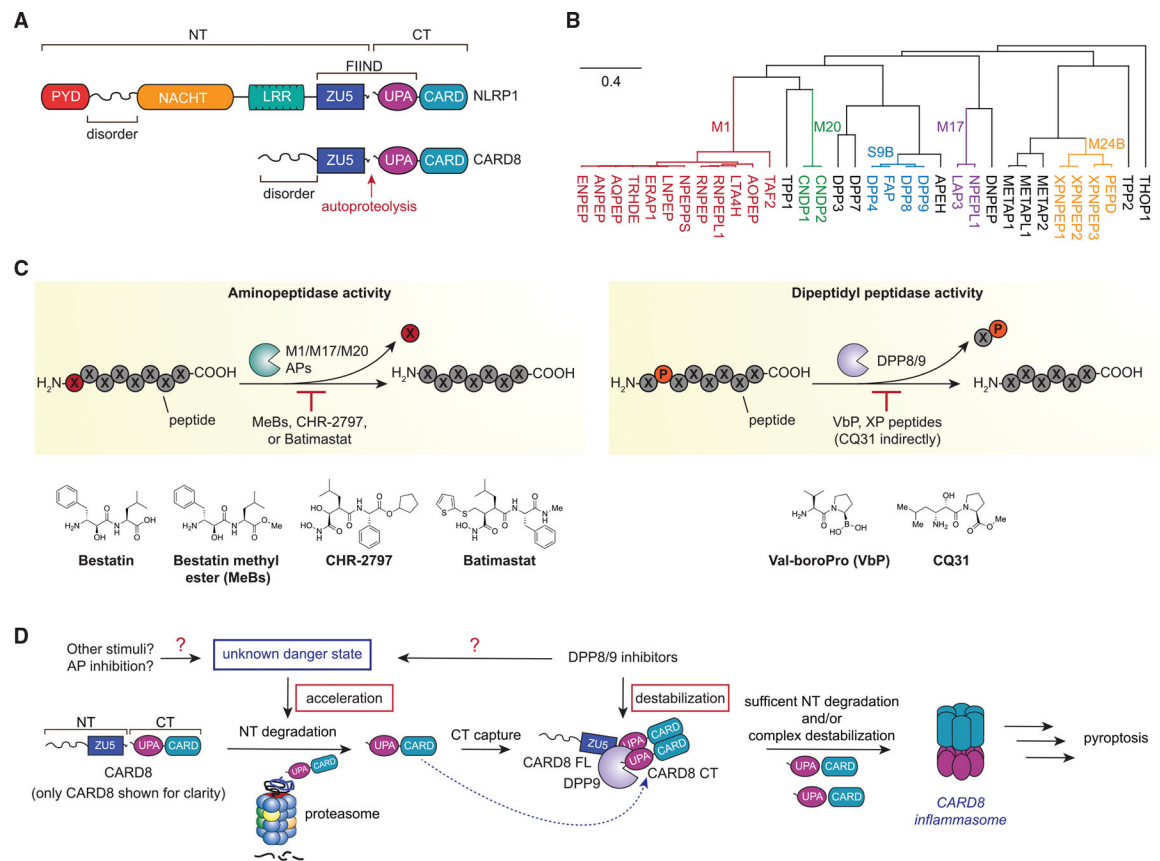 A
NT
CT
FIIND
PYD
NACHT
LRR
ZU5
UPA
CARD
NLRP1
disorder
ZU5
UPA
CARD
CARD8
disorder
autoproteolysis
B
0.4
M1
M20
S9B
M17
M24B
ENPEP
ANPEP
AQPEP
TRHDE
ERAP1
LNPEP
NPEPPS
RNPEP
RNPEPL1
LTA4H
AOPEP
TAF2
TPP1
CNDP1
CNDP2
DPP3
DPP7
DPP4
FAP
DPP8
DPP9
APEH
LAP3
NPEPL1
DNPEP
METAP1
METAPL1
METAP2
XPNPEP1
XPNPEP2
XPNPEP3
PEPD
TPP2
THOP1
C
Aminopeptidase activity
X
M1/M17/M20
APs
H2N-XXXXXXXX-COOH
H2N-XXXXXXX-COOH
peptide
MeBs, CHR-2797,
or Batimastat
Dipeptidyl peptidase activity
X P
DPP8/9
H2N-XPXXXXXX-COOH
H2N-XXXXXX-COOH
peptide
VbP, XP peptides
(CQ31 indirectly)
Bestatin
Bestatin methyl
ester (MeBs)
CHR-2797
Batimastat
Val-boroPro (VbP)
CQ31
D
Other stimuli?
AP inhibition?
?
unknown danger state
?
DPP8/9 inhibitors
acceleration
destabilization
NT
CT
ZU5
UPA
CARD
CARD8
(only CARD8 shown for clarity)
NT degradation
UPA
CARD
proteasome
UPA
CARD
CT capture
ZU5
UPA
CARD
UPA
CARD
CARD8 FL
DPP9
CARD8 CT
sufficent NT degradation
and/or
complex destabilization
UPA
CARD
UPA
CARD
CARD8
inflammasome
pyroptosis